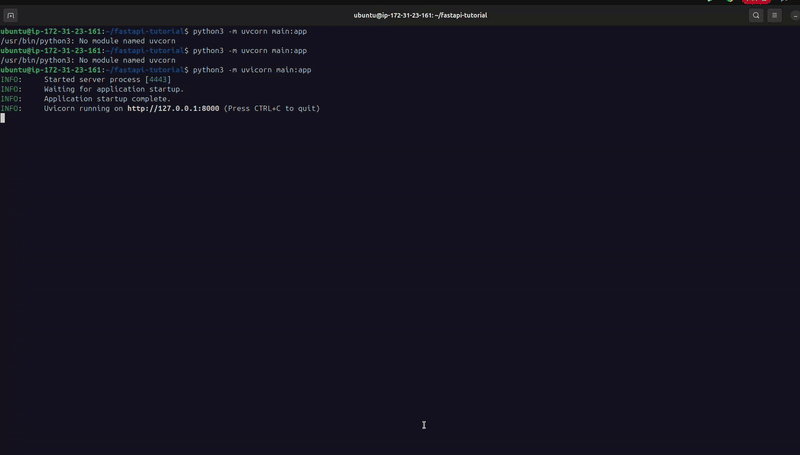 ubuntu@ip-172-31-23-161: ~/fastapi-tutorial
ubuntu@ip-172-31-23-161:~/fastapi-tutorial$ python3 -m uvcorn main:app
/usr/bin/python3: No module named uvcorn
ubuntu@ip-172-31-23-161:~/fastapi-tutorial$ python3 -m uvcorn main:app
/usr/bin/python3: No module named uvcorn
ubuntu@ip-172-31-23-161:~/fastapi-tutorial$ python3 -m uvicorn main:app
INFO: Started server process [4443]
INFO: Waiting for application startup.
INFO: Application startup complete.
INFO: Uvicorn running on http://127.0.0.1:8000 (Press CTRL+C to quit)